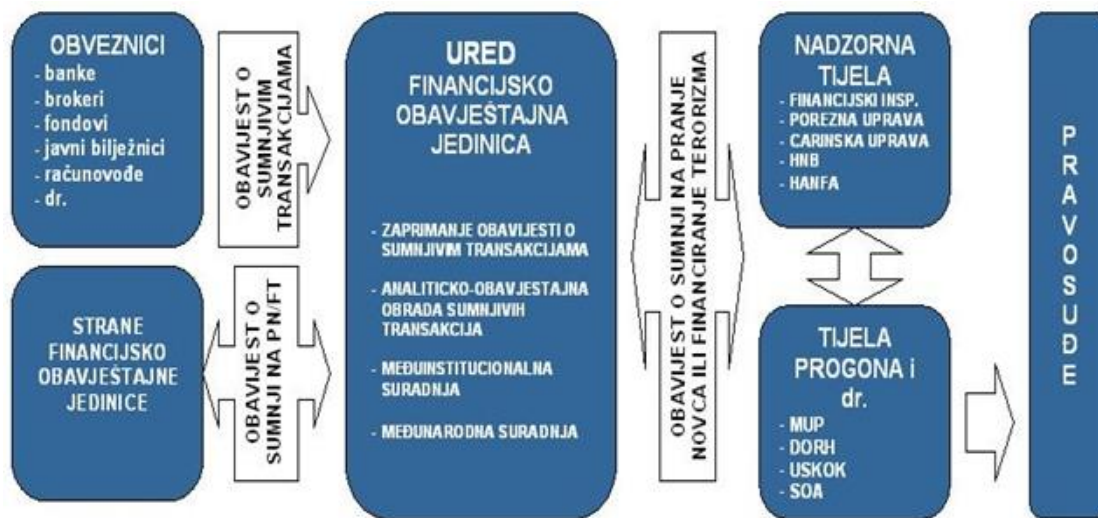 OBVEZNICI
- banke
- brokeri
- fondovi
- javni bilježnici
- računovođe
- dr.
OBAVIJEST O
SUMNJIVIM
TRANSAKCIJAMA
STRANE
FINANCIJSKO
OBAVJEŠTAJNE
JEDINICE
OBAVIJEST O
SUMNJI NA PN/FT
URED
FINANCIJSKO
OBAVJEŠTAJNA
JEDINICA
- ZAPRIMANJE OBAVIJESTI O
SUMNJIVIM TRANSAKCIJAMA
- ANALITICKO-OBAVJESTAJNA
OBRADA SUMNJIVIH
TRANSAKCIJA
- MEĐUINSTITUCIONALNA
SURADNJA
- MEĐUNARODNA SURADNJA
OBAVIJEST O SUMNJI NA PRANJE
NOVCA ILI FINANCIRANJE TERORIZMA
NADZORNA
TIJELA
- FINANCIJSKI INSP.
- POREZNA UPRAVA
- CARINSKA UPRAVA
- HNB
- HANFA
TIJELA
PROGONA i
dr.
- MUP
- DORH
- USKOK
- SOA
PRAVOSUĐE